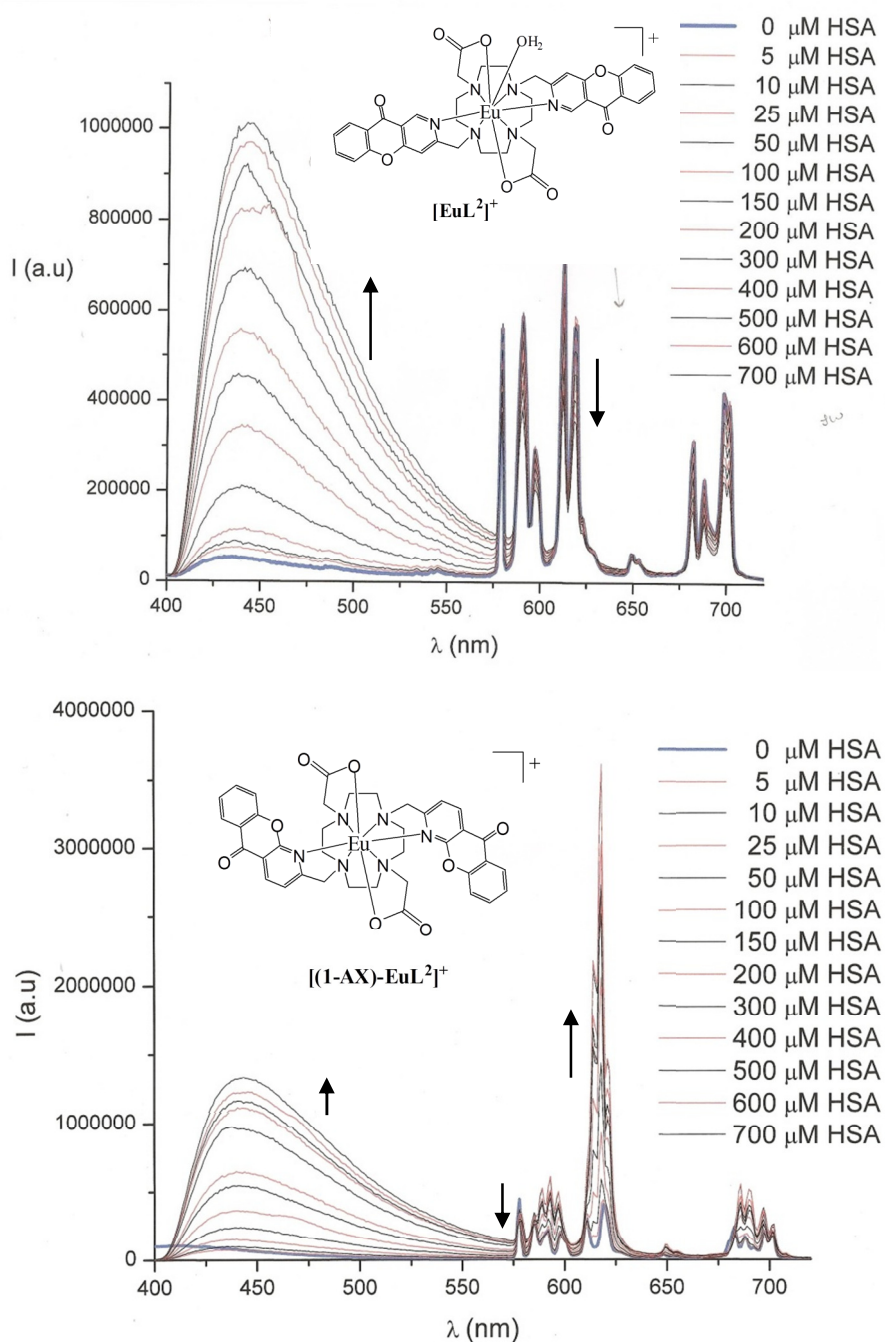 0 μM HSA
5 μM HSA
10 μM HSA
25 μM HSA
50 μM HSA
100 μM HSA
150 μM HSA
200 μM HSA
300 μM HSA
400 μM HSA
500 μM HSA
600 μM HSA
700 μM HSA
1000000
800000
600000
400000
200000
0
I (a.u)
400 450 500 550 600 650 700
λ (nm)
O O OH2 +
O N N O
O N Eu N
O N N O
O O
[EuL²]⁺
4000000
3000000
2000000
1000000
0
I (a.u)
400 450 500 550 600 650 700
λ (nm)
O O +
O N N O
O N Eu N O
N N
O O
[(1-AX)-EuL²]⁺
0 μM HSA
5 μM HSA
10 μM HSA
25 μM HSA
50 μM HSA
100 μM HSA
150 μM HSA
200 μM HSA
300 μM HSA
400 μM HSA
500 μM HSA
600 μM HSA
700 μM HSA